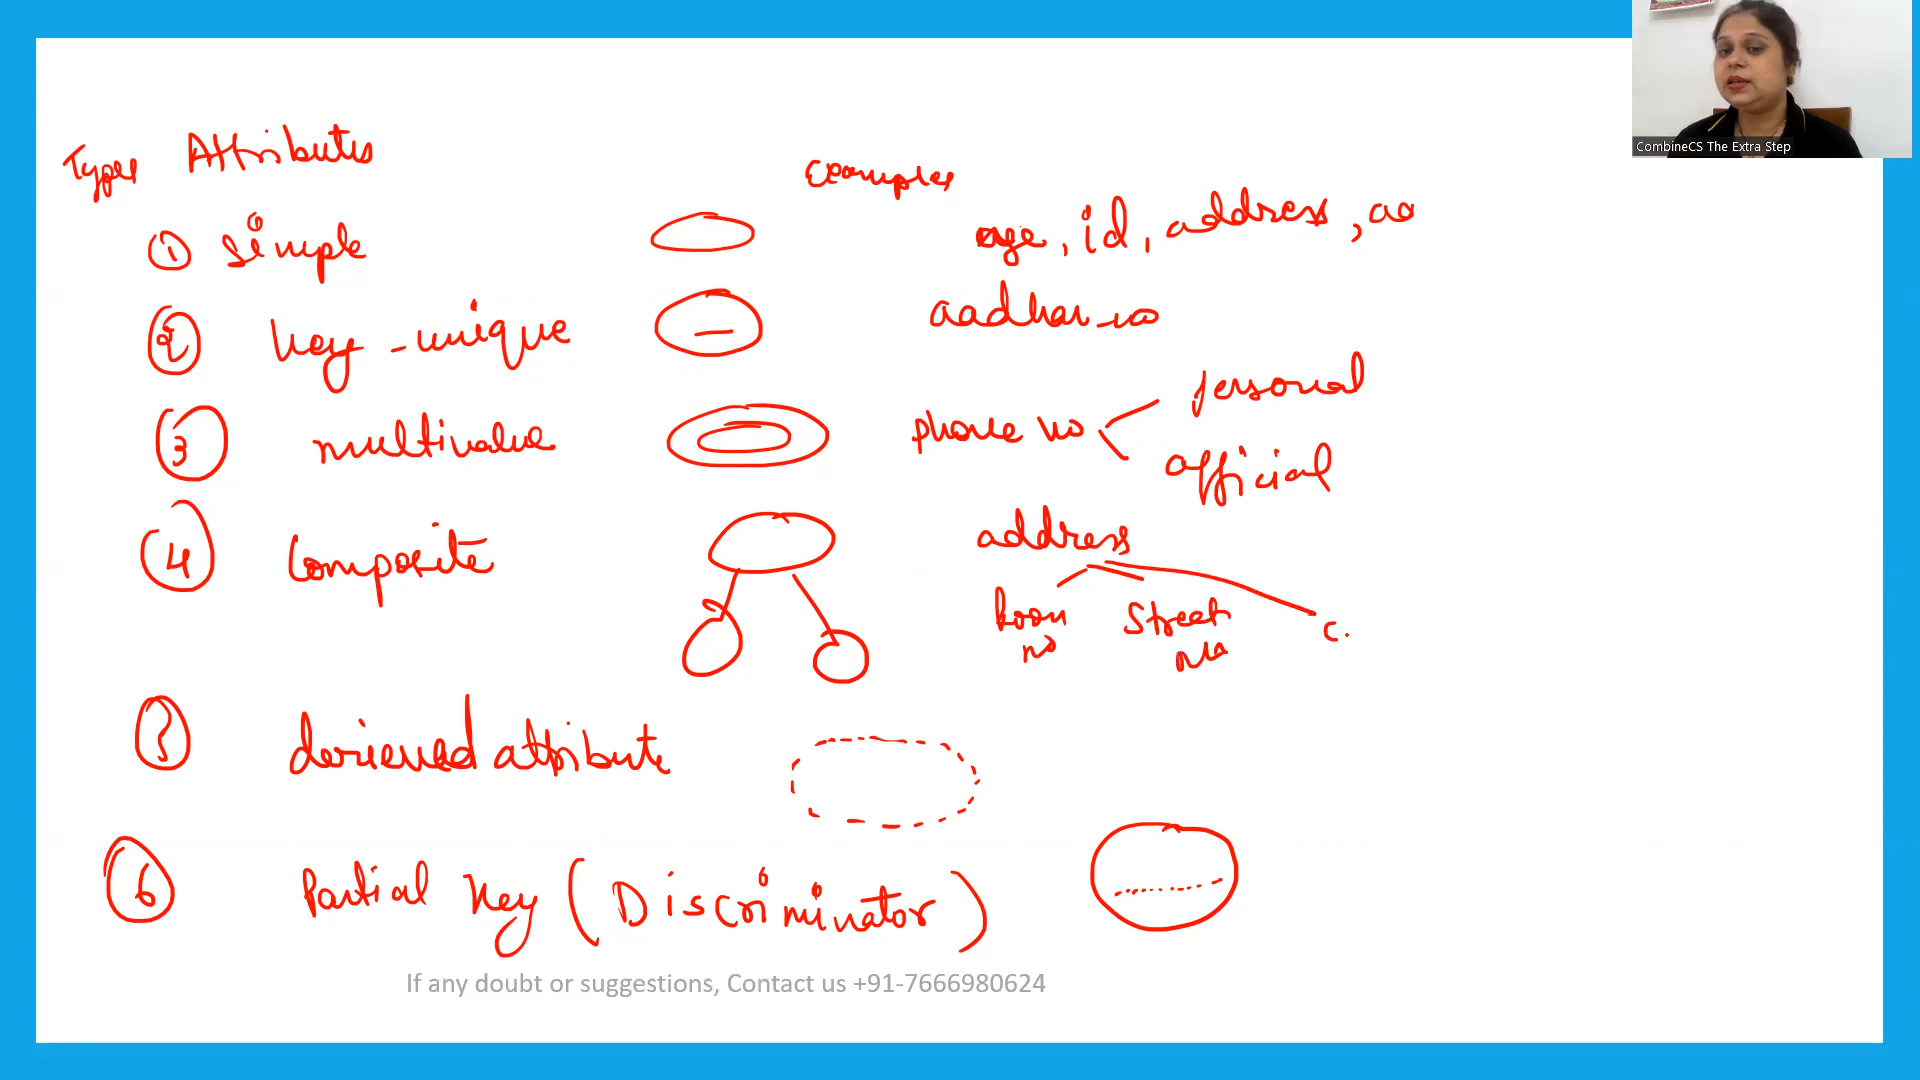 CombineCS The Extra Step
Types Attributes
Examples
① Simple
age, id, address, aa
② key - unique
aadhar no
③ multivalue
phone no
personal
official
④ Composite
address
Room no
Street
c.
⑤ derieved attribute
⑥ Partial key (Discriminator)
If any doubt or suggestions, Contact us +91-7666980624